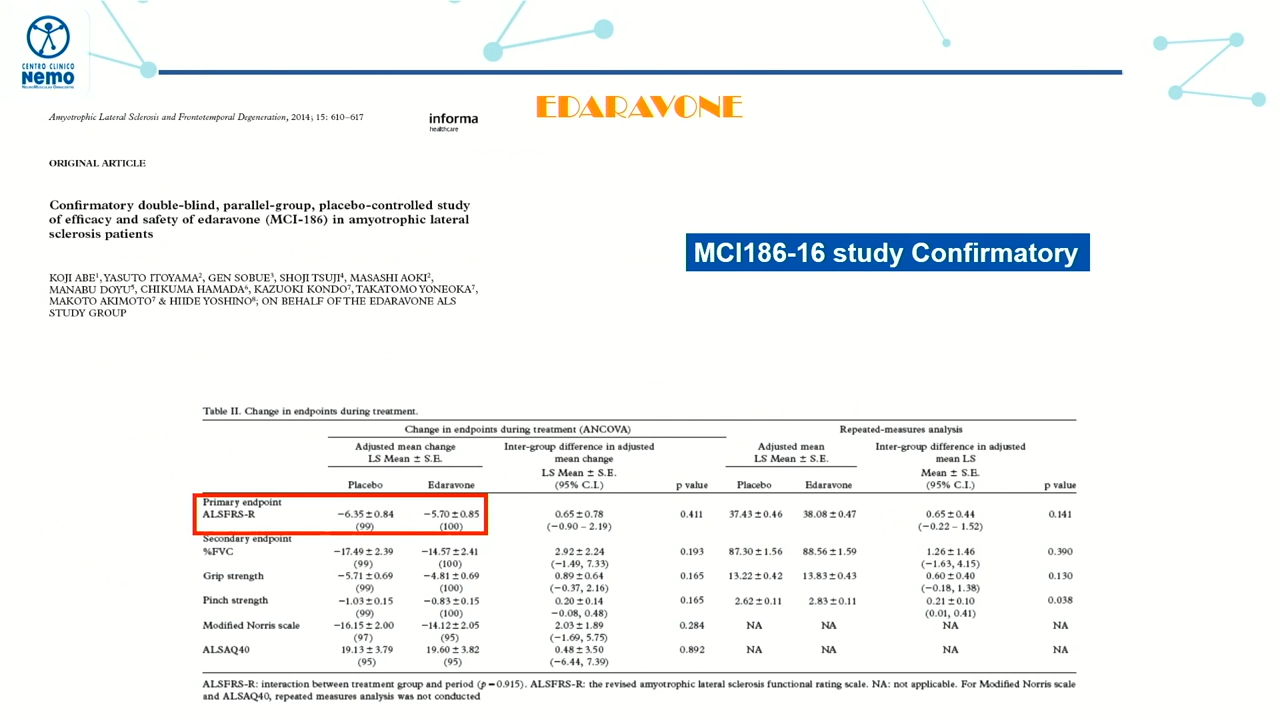 CENTRO CLINICO
NEMO
NEUROMUSCULAR OMNICENTRE
EDARAVONE
Amyotrophic Lateral Sclerosis and Frontotemporal Degeneration, 2014; 15: 610–617
informa
healthcare
ORIGINAL ARTICLE
Confirmatory double-blind, parallel-group, placebo-controlled study
of efficacy and safety of edaravone (MCI-186) in amyotrophic lateral
sclerosis patients
KOJI ABE¹, YASUTO ITOYAMA², GEN SOBUE³, SHOJI TSUJI⁴, MASASHI AOKI²,
MANABU DOYU⁵, CHIKUMA HAMADA⁶, KAZUOKI KONDO⁷, TAKATOMO YONEOKA⁷,
MAKOTO AKIMOTO⁷ & HIIDE YOSHINO⁸; ON BEHALF OF THE EDARAVONE ALS
STUDY GROUP
MCI186-16 study Confirmatory
Table II. Change in endpoints during treatment.
Change in endpoints during treatment (ANCOVA) Repeated-measures analysis
Adjusted mean change Inter-group difference in adjusted Adjusted mean Inter-group difference in adjusted
LS Mean ± S.E. mean change LS Mean ± S.E. mean LS
LS Mean ± S.E. Mean ± S.E.
Placebo Edaravone (95% C.I.) p value Placebo Edaravone (95% C.I.) p value
Primary endpoint
ALSFRS-R −6.35±0.84 −5.70±0.85 0.65±0.78 0.411 37.43±0.46 38.08±0.47 0.65±0.44 0.141
(99) (100) (−0.90 – 2.19) (−0.22 – 1.52)
Secondary endpoint
%FVC −17.49±2.39 −14.57±2.41 2.92±2.24 0.193 87.30±1.56 88.56±1.59 1.26±1.46 0.390
(99) (100) (−1.49, 7.33) (−1.63, 4.15)
Grip strength −5.71±0.69 −4.81±0.69 0.89±0.64 0.165 13.22±0.42 13.83±0.43 0.60±0.40 0.130
(99) (100) (−0.37, 2.16) (−0.18, 1.38)
Pinch strength −1.03±0.15 −0.83±0.15 0.20±0.14 0.165 2.62±0.11 2.83±0.11 0.21±0.10 0.038
(99) (100) −0.08, 0.48) (0.01, 0.41)
Modified Norris scale −16.15±2.00 −14.12±2.05 2.03±1.89 0.284 NA NA NA NA
(97) (95) (−1.69, 5.75)
ALSAQ40 19.13±3.79 19.60±3.82 0.48±3.50 0.892 NA NA NA NA
(95) (95) (−6.44, 7.39)
ALSFRS-R: interaction between treatment group and period (p=0.915). ALSFRS-R: the revised amyotrophic lateral sclerosis functional rating scale. NA: not applicable. For Modified Norris scale
and ALSAQ40, repeated measures analysis was not conducted